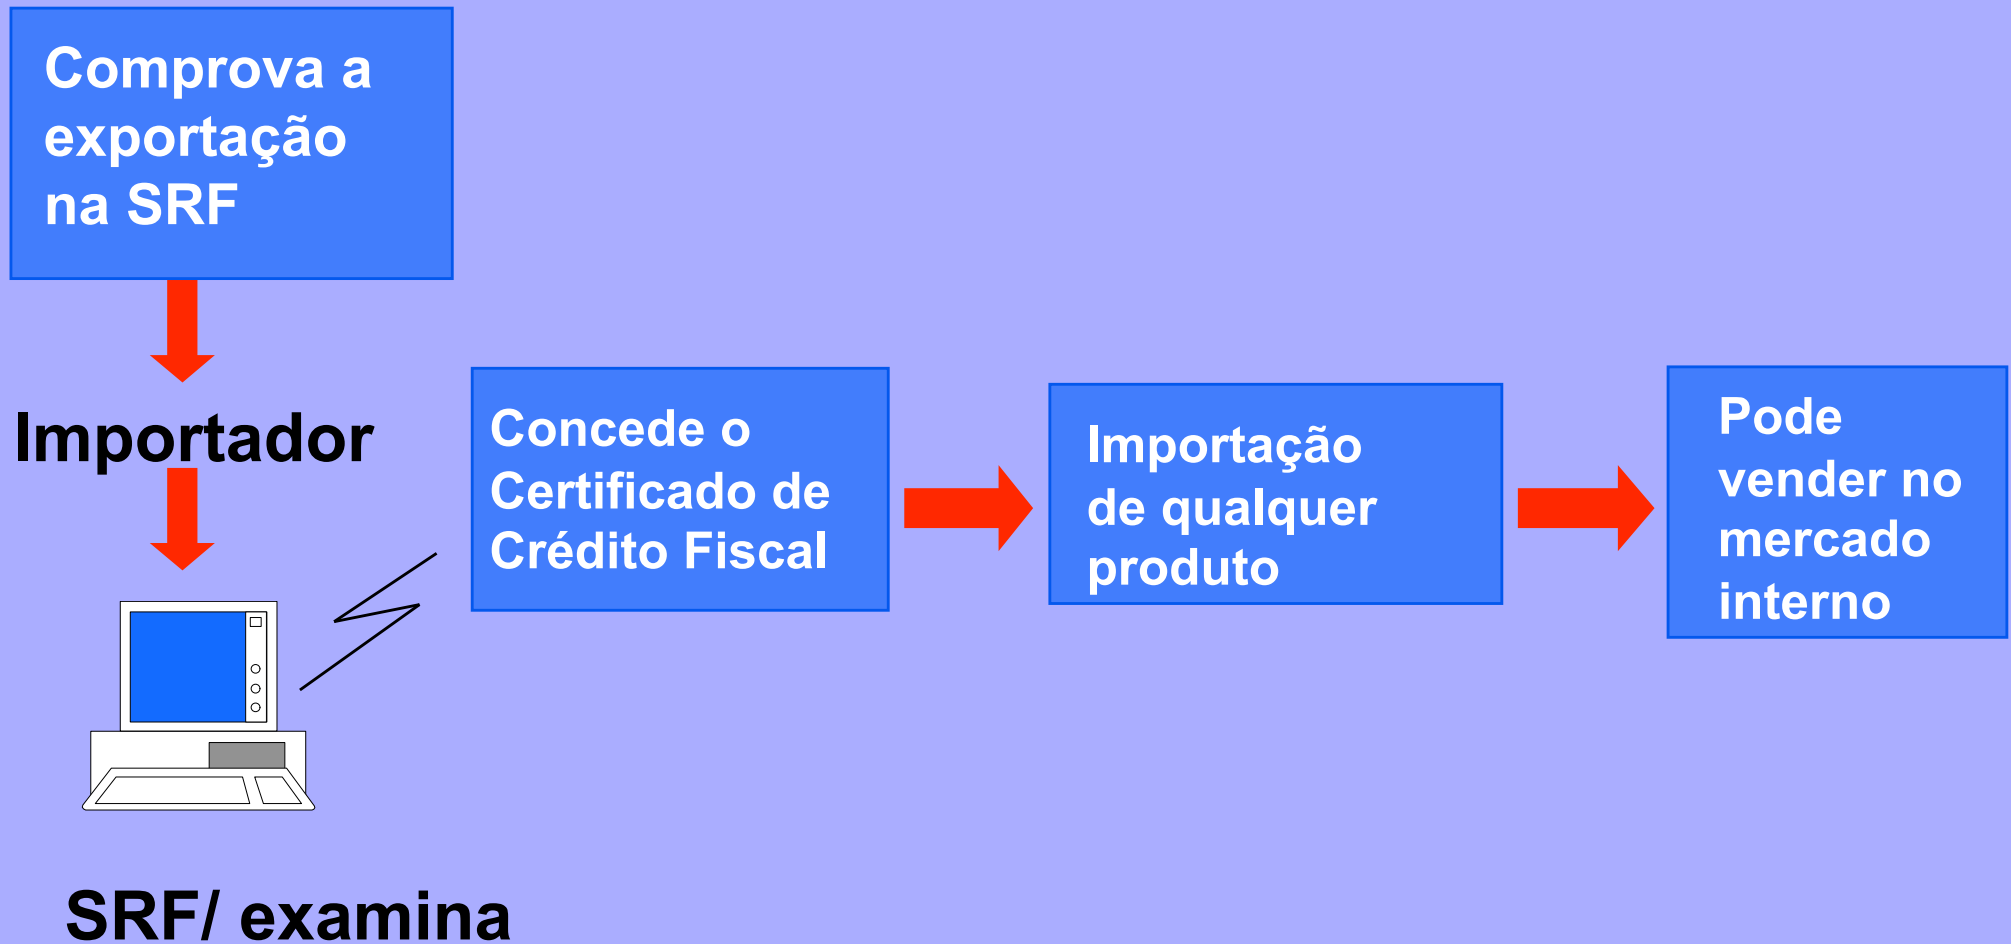 Comprova a
exportação
na SRF
Importador
SRF/ examina
Concede o
Certificado de
Crédito Fiscal
Importação
de qualquer
produto
Pode
vender no
mercado
interno